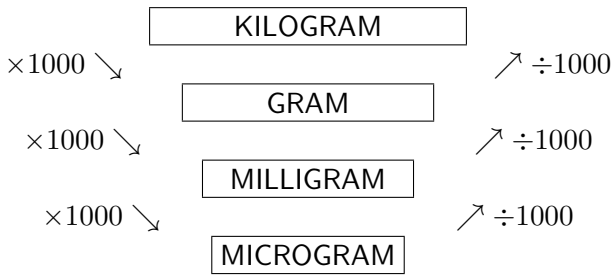 KILOGRAM
×1000 ↘ ↗ ÷1000
GRAM
×1000 ↘ ↗ ÷1000
MILLIGRAM
×1000 ↘ ↗ ÷1000
MICROGRAM